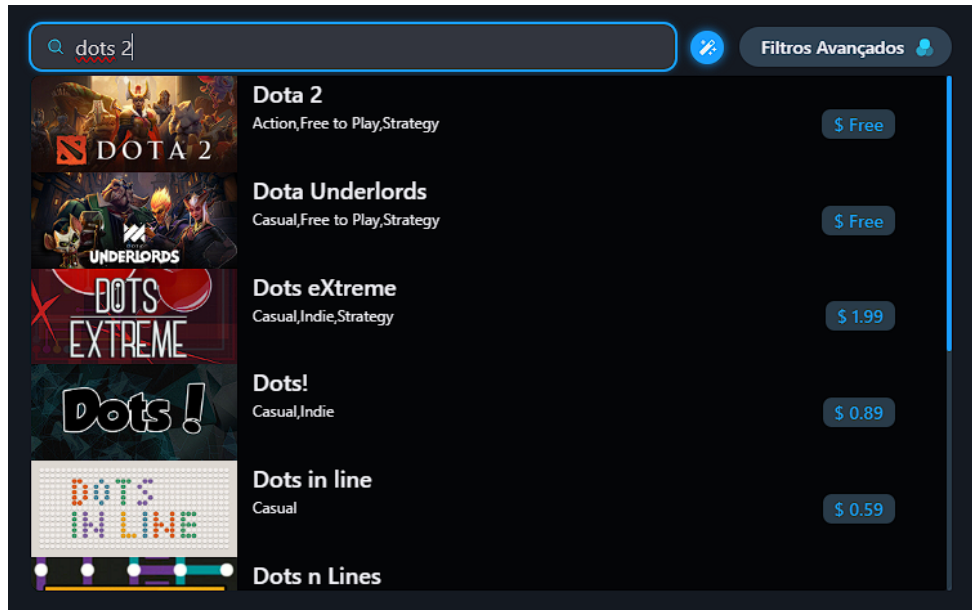 dots 2
Filtros Avançados
DOTA 2
Dota 2
Action,Free to Play,Strategy
$ Free
UNDERLORDS
Dota Underlords
Casual,Free to Play,Strategy
$ Free
DOTS
EXTREME
Dots eXtreme
Casual,Indie,Strategy
$ 1.99
Dots!
Dots!
Casual,Indie
$ 0.89
DOTS
IN LINE
Dots in line
Casual
$ 0.59
Dots n Lines